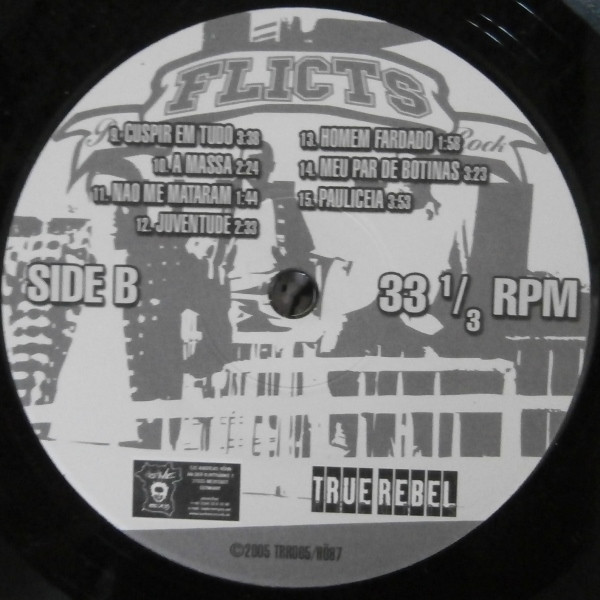 FLICTS
Rock
9. CUSPIR EM TUDO 3:38
10. A MASSA 2:24
11. NAO ME MATARAM 1:44
12. JUVENTUDE 2:33
13. HOMEM FARDADO 1:58
14. MEU PAR DE BOTINAS 3:23
15. PAULICEIA 3:53
SIDE B
33 1/3 RPM
TRUE REBEL